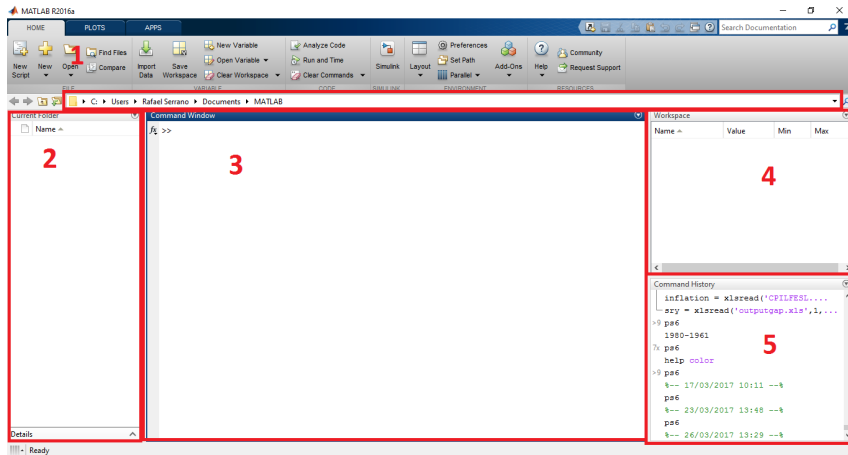 MATLAB R2016a
HOME PLOTS APPS
Search Documentation
New Script
New
Open
Find Files
Compare
Import Data
Save Workspace
New Variable
Open Variable
Clear Workspace
Analyze Code
Run and Time
Clear Commands
Simulink
Layout
Preferences
Set Path
Parallel
Add-Ons
Help
Community
Request Support
1
FILE VARIABLE CODE SIMULINK ENVIRONMENT RESOURCES
C: Users Rafael Serrano Documents MATLAB
Current Folder
Name
2
Details
Command Window
fx >>
3
Workspace
Name Value Min Max
4
Command History
inflation = xlsread('CPILFESL....
sry = xlsread('outputgap.xls',1,...
>9 ps6
1980-1961
7x ps6
help color
>9 ps6
%-- 17/03/2017 10:11 --%
ps6
%-- 23/03/2017 13:48 --%
ps6
%-- 26/03/2017 13:29 --%
5
Ready